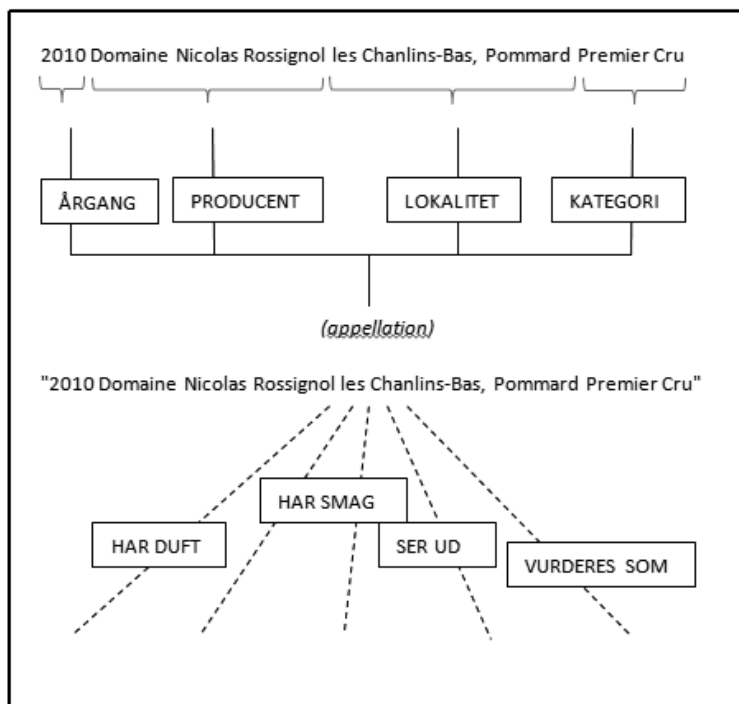 2010 Domaine Nicolas Rossignol les Chanlins-Bas, Pommard Premier Cru
ÅRGANG PRODUCENT LOKALITET KATEGORI
(appellation)
"2010 Domaine Nicolas Rossignol les Chanlins-Bas, Pommard Premier Cru"
HAR SMAG
HAR DUFT SER UD VURDERES SOM